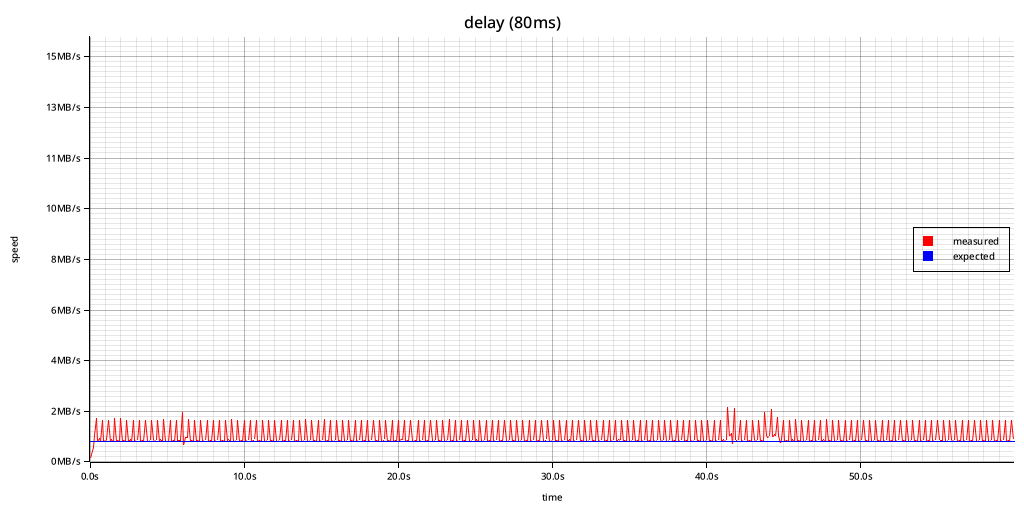 delay (80ms)
15MB/s
13MB/s
11MB/s
10MB/s
8MB/s
6MB/s
4MB/s
2MB/s
0MB/s
speed
measured
expected
0.0s
10.0s
20.0s
30.0s
40.0s
50.0s
time